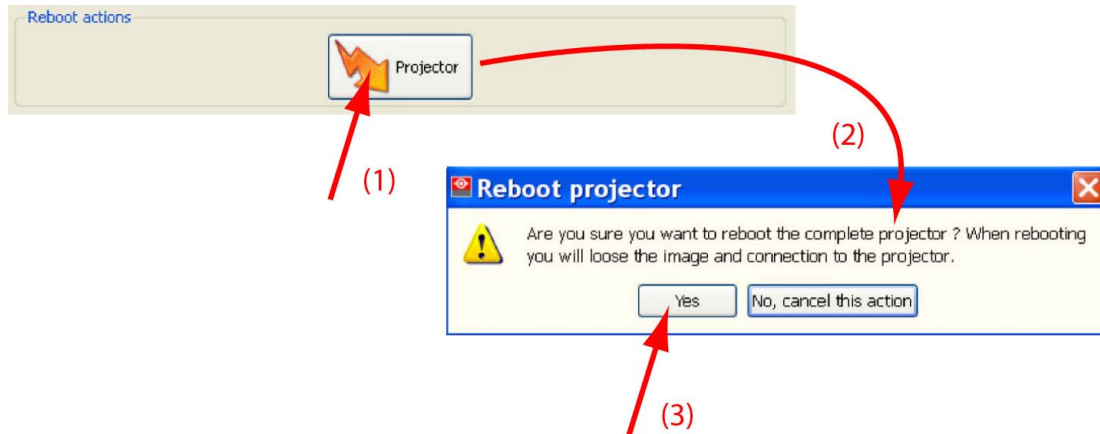 Reboot actions
Projector
(1)
(2)
Reboot projector
Are you sure you want to reboot the complete projector ? When rebooting
you will loose the image and connection to the projector.
Yes
No, cancel this action
(3)